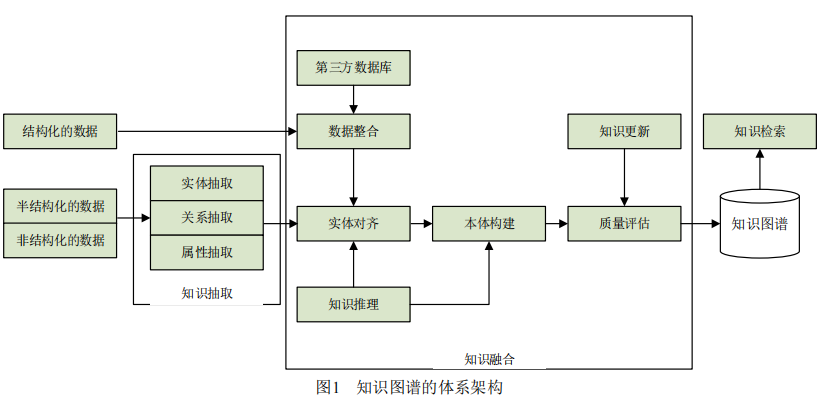 第三方数据库
结构化的数据
数据整合
知识更新
知识检索
半结构化的数据
非结构化的数据
实体抽取
关系抽取
属性抽取
知识抽取
实体对齐
本体构建
质量评估
知识图谱
知识推理
知识融合
图1 知识图谱的体系架构